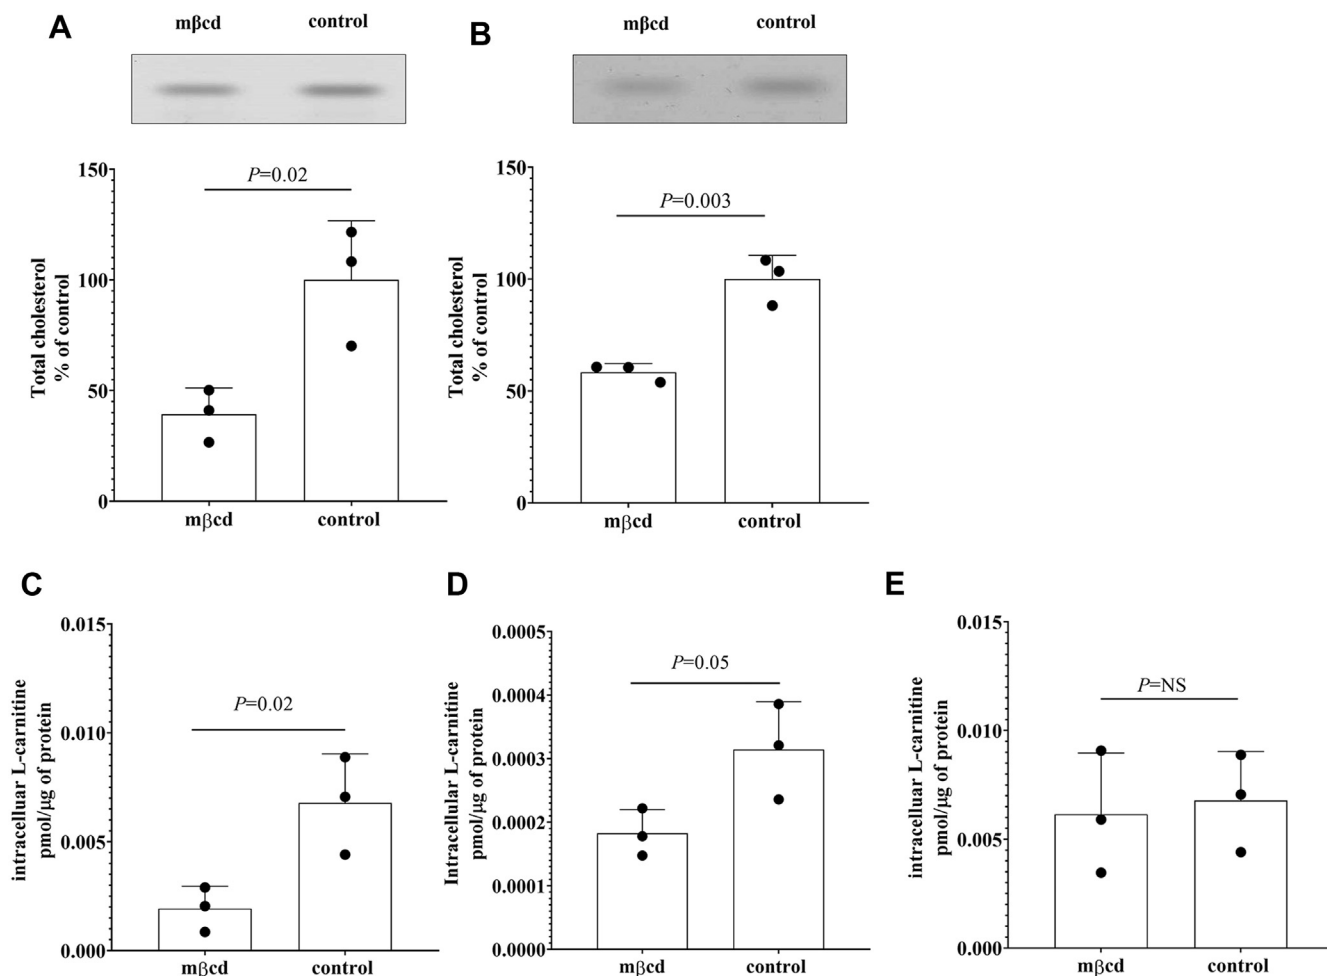 A
mβcd control
P=0.02
Total cholesterol
% of control
150
100
50
0
mβcd control
B
mβcd control
P=0.003
Total cholesterol
% of control
150
100
50
0
mβcd control
C
P=0.02
intracelluar L-carnitine
pmol/µg of protein
0.015
0.010
0.005
0.000
mβcd control
D
P=0.05
Intracellular L-carnitine
pmol/µg of protein
0.0005
0.0004
0.0003
0.0002
0.0001
0.0000
mβcd control
E
P=NS
intracelluar L-carnitine
pmol/µg of protein
0.015
0.010
0.005
0.000
mβcd control